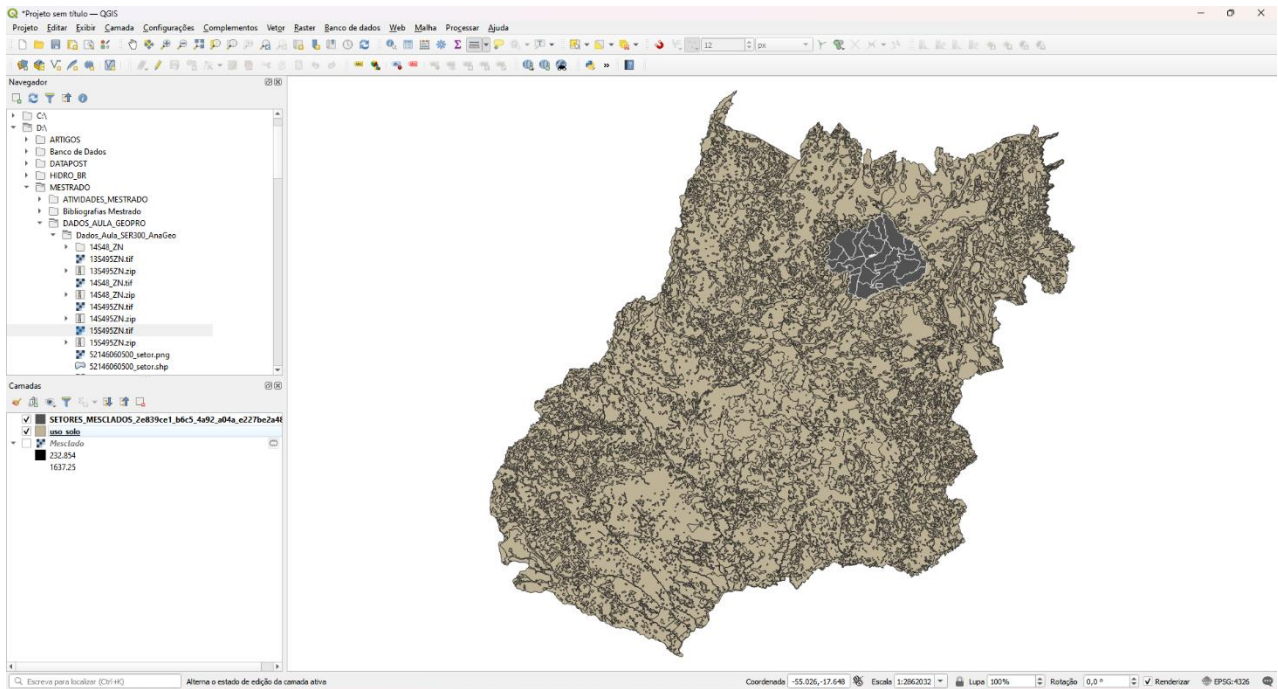 *Projeto sem título — QGIS
Projeto Editar Exibir Camada Configurações Complementos Vetor Raster Banco de dados Web Malha Processar Ajuda
12 px
Navegador
C:\
D:\
ARTIGOS
Banco de Dados
DATAPOST
HIDRO_BR
MESTRADO
ATIVIDADES_MESTRADO
Bibliografias Mestrado
DADOS_AULA_GEOPRO
Dados_Aula_SER300_AnaGeo
14S48_ZN
13S495ZN.tif
13S495ZN.zip
14S48_ZN.tif
14S48_ZN.zip
14S495ZN.tif
14S495ZN.zip
15S495ZN.tif
15S495ZN.zip
52146060500_setor.png
52146060500_setor.shp
Camadas
SETORES_MESCLADOS_2e839ce1_b6c5_4a92_a04a_e227be2a48
uso_solo
Mesclado
232.854
1637.25
Escreva para localizar (Ctrl+K) Alterna o estado de edição da camada ativa Coordenada -55.026,-17.648 Escala 1:2862032 Lupa 100% Rotação 0,0 ° Renderizar EPSG:4326